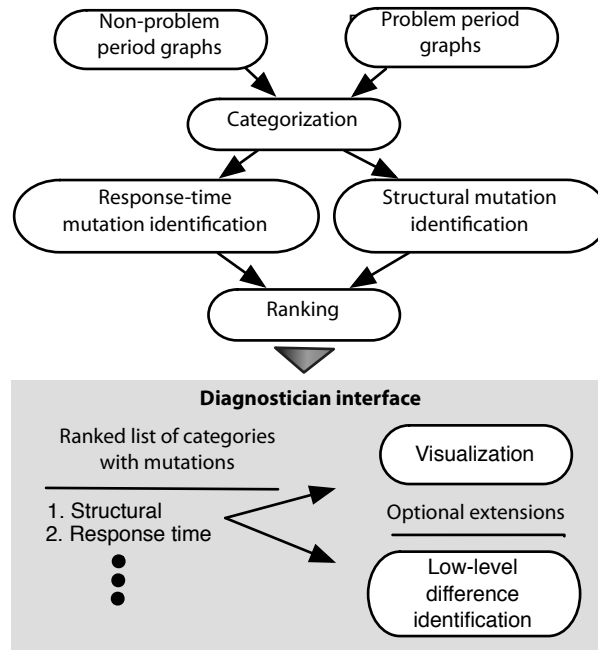 Non-problem
period graphs
Problem period
graphs
Categorization
Response-time
mutation identification
Structural mutation
identification
Ranking
Diagnostician interface
Ranked list of categories
with mutations
1. Structural
2. Response time
Visualization
Optional extensions
Low-level
difference
identification